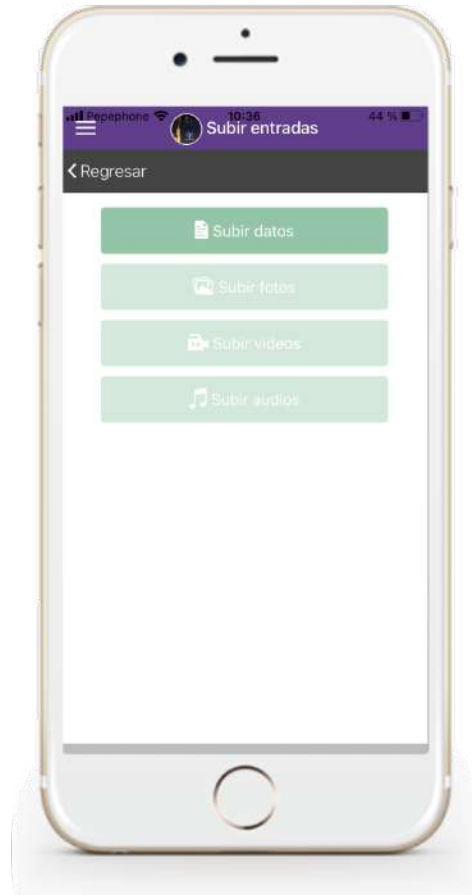 Pepephone 10:36 44 %
Subir entradas
Regresar
Subir datos
Subir fotos
Subir videos
Subir audios